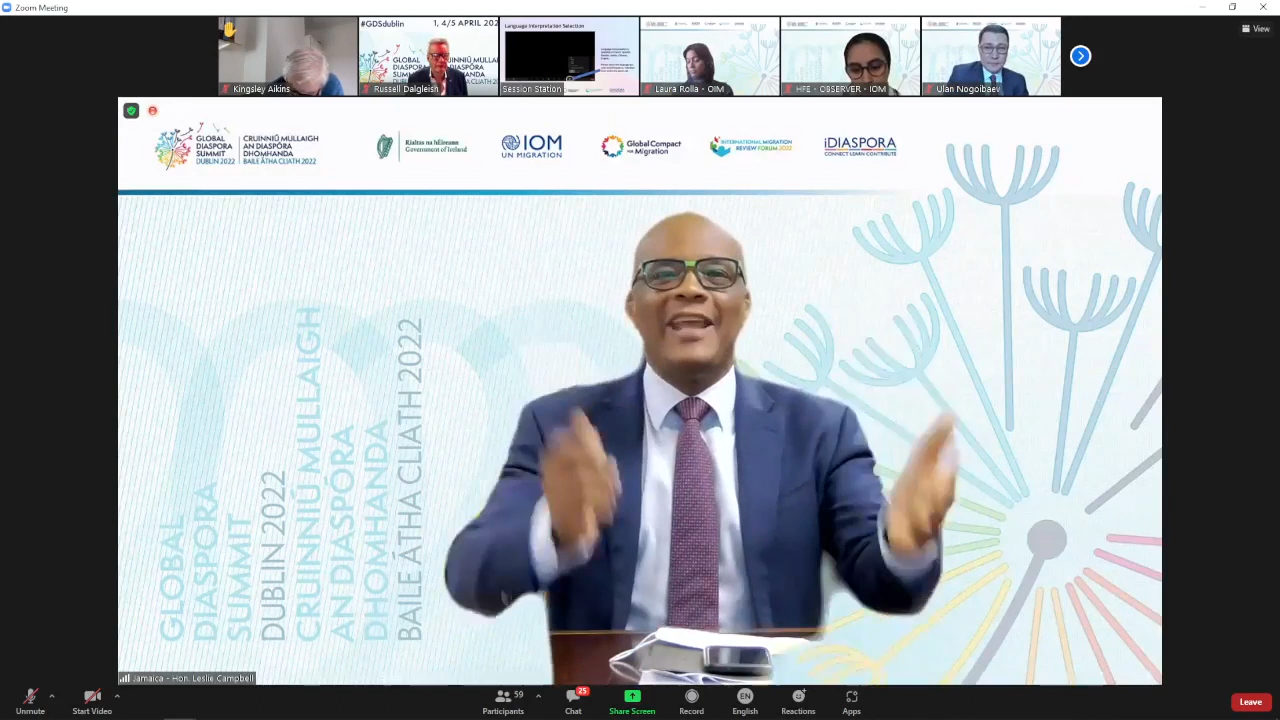 Zoom Meeting
View
#GDSdublin
1, 4/5 APRIL 202
Language Interpretation Selection
Kingsley Aikins
Russell Dalgleish
Session Station
Laura Rolla - OIM
HFE - OBSERVER - IOM
Ulan Nogoibaev
GLOBAL
DIASPORA
SUMMIT
DUBLIN 2022
CRUINNIÚ MULLAIGH
AN DIASPÓRA
DHOMHANDA
BAILE ÁTHA CLIATH 2022
Rialtas na hÉireann
Government of Ireland
IOM
UN MIGRATION
Global Compact
FOR Migration
INTERNATIONAL MIGRATION
REVIEW FORUM 2022
iDIASPORA
CONNECT LEARN CONTRIBUTE
GLOBAL
DIASPORA
SUMMIT
DUBLIN 2022
CRUINNIÚ MULLAIGH
AN DIASPÓRA
DHOMHANDA
BAILE ÁTHA CLIATH 2022
Jamaica - Hon. Leslie Campbell
Unmute
Start Video
Participants
59
Chat
25
Share Screen
Record
EN
English
Reactions
Apps
Leave